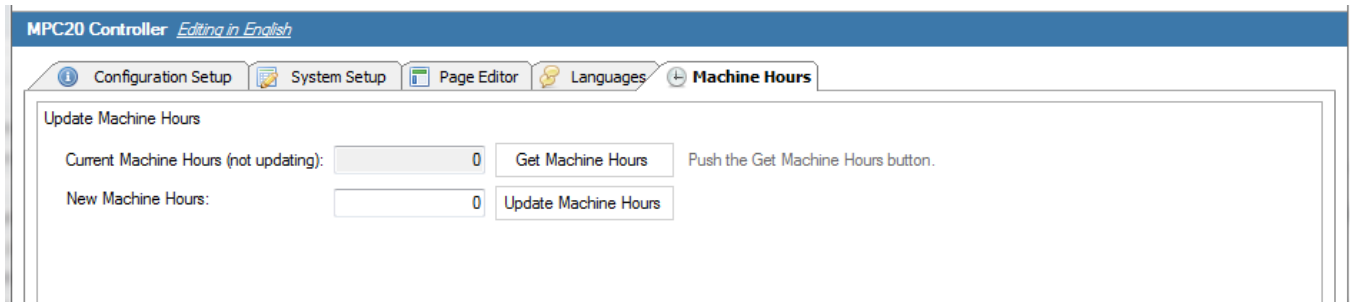 MPC20 Controller Editing in English
Configuration Setup System Setup Page Editor Languages Machine Hours
Update Machine Hours
Current Machine Hours (not updating): 0 Get Machine Hours Push the Get Machine Hours button.
New Machine Hours: 0 Update Machine Hours